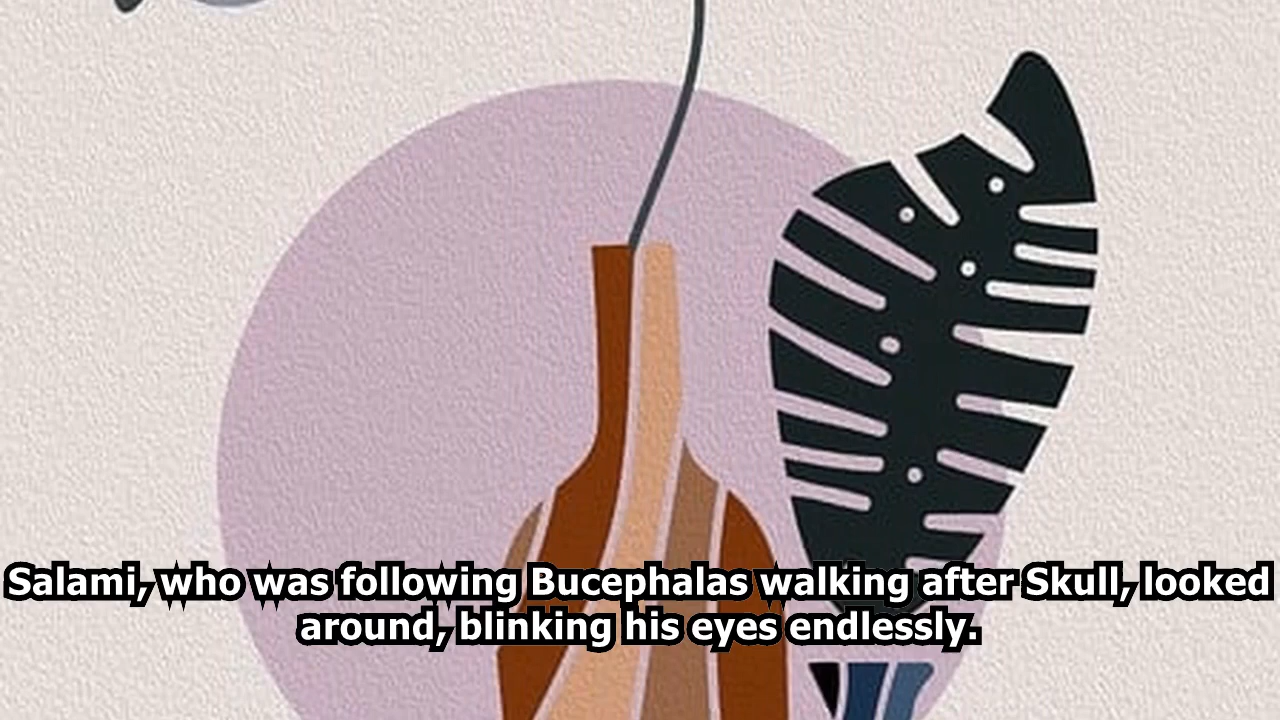 Salami, who was following Bucephalas walking after Skull, looked
around, blinking his eyes endlessly.